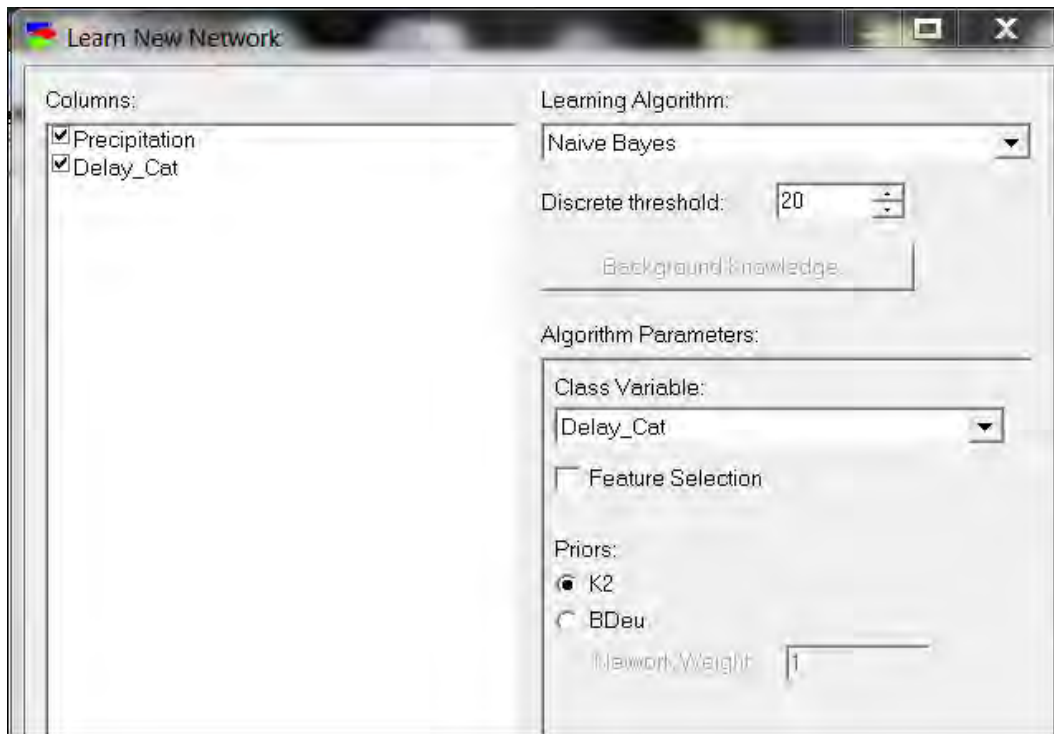 Learn New Network
Columns:
Precipitation
Delay_Cat
Learning Algorithm:
Naive Bayes
Discrete threshold: 20
Background knowledge
Algorithm Parameters:
Class Variable:
Delay_Cat
Feature Selection
Priors:
K2
BDeu
Nework Weight 1